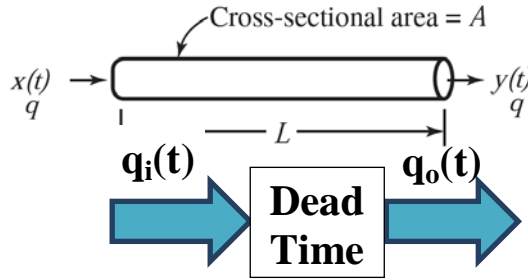 Cross-sectional area = A
x(t) y(t)
q q
L
qi(t) qo(t)
Dead
Time